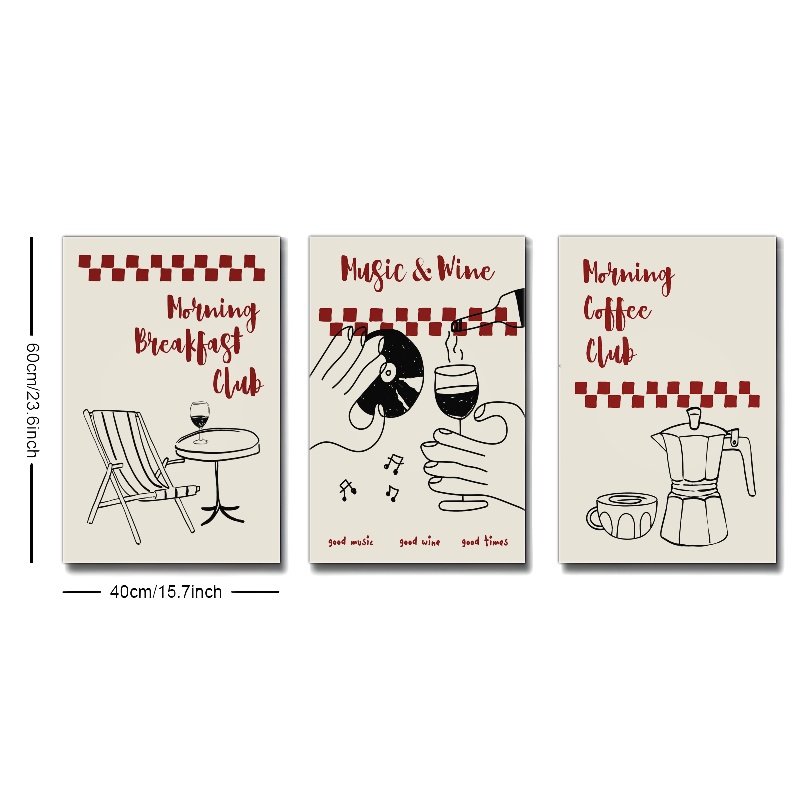 60cm/23.6inch
Morning
Breakfast
Club
Music & Wine
good music good wine good times
Morning
Coffee
Club
40cm/15.7inch